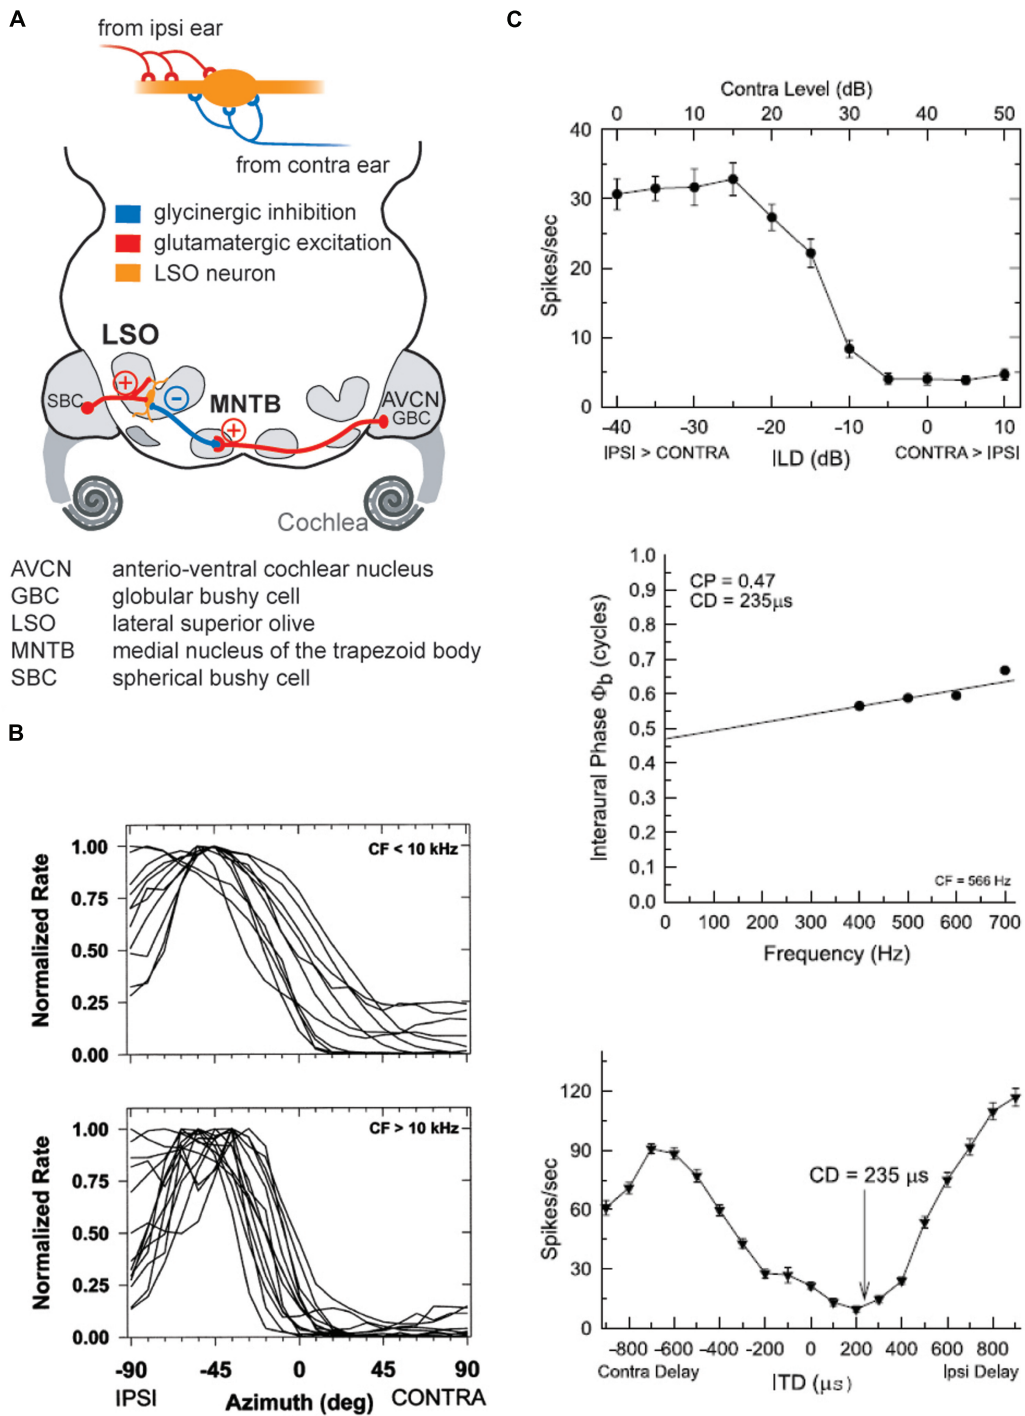 A
from ipsi ear
from contra ear
glycinergic inhibition
glutamatergic excitation
LSO neuron
LSO
SBC
MNTB
AVCN
GBC
Cochlea
AVCN anterio-ventral cochlear nucleus
GBC globular bushy cell
LSO lateral superior olive
MNTB medial nucleus of the trapezoid body
SBC spherical bushy cell
B
CF < 10 kHz
1.00
0.75
0.50
0.25
0.00
Normalized Rate
CF > 10 kHz
1.00
0.75
0.50
0.25
0.00
Normalized Rate
-90 -45 0 45 90
IPSI Azimuth (deg) CONTRA
C
Contra Level (dB)
0 10 20 30 40 50
40
30
20
10
0
Spikes/sec
-40 -30 -20 -10 0 10
IPSI > CONTRA ILD (dB) CONTRA > IPSI
1.0
0.9
0.8
0.7
0.6
0.5
0.4
0.3
0.2
0.1
0.0
Interaural Phase Φb (cycles)
CP = 0.47
CD = 235µs
CF = 566 Hz
0 100 200 300 400 500 600 700
Frequency (Hz)
120
90
60
30
0
Spikes/sec
CD = 235 µs
-800 -600 -400 -200 0 200 400 600 800
Contra Delay ITD (µs) Ipsi Delay